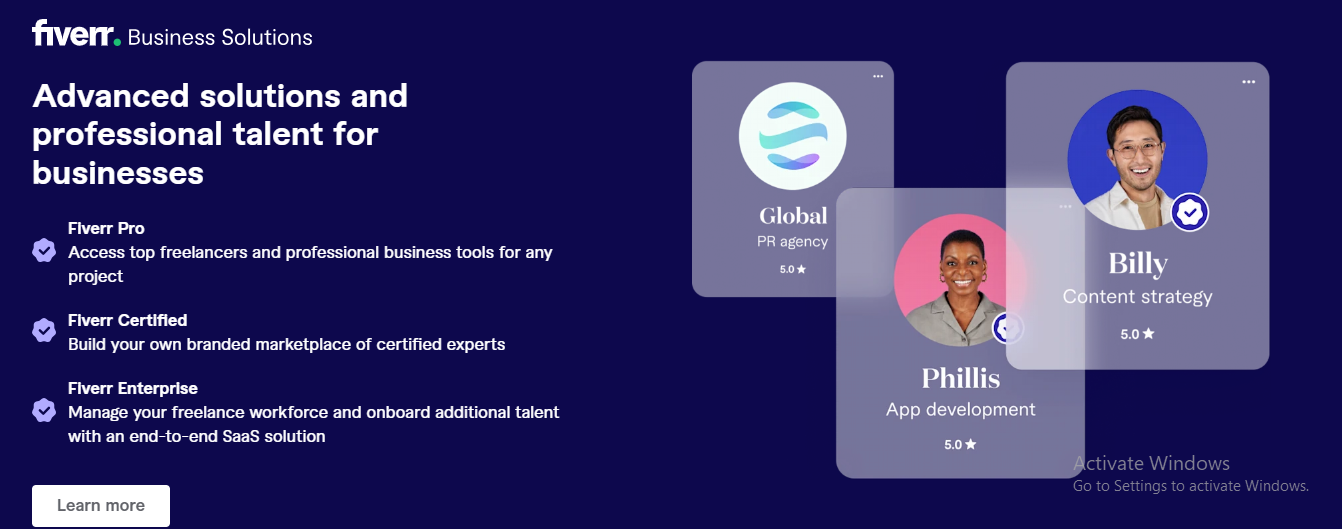 fiverr. Business Solutions
Advanced solutions and
professional talent for
businesses
Fiverr Pro
Access top freelancers and professional business tools for any
project
Fiverr Certified
Build your own branded marketplace of certified experts
Fiverr Enterprise
Manage your freelance workforce and onboard additional talent
with an end-to-end SaaS solution
Learn more
Global
PR agency
5.0 ★
Phillis
App development
5.0 ★
Billy
Content strategy
5.0 ★
Activate Windows
Go to Settings to activate Windows.